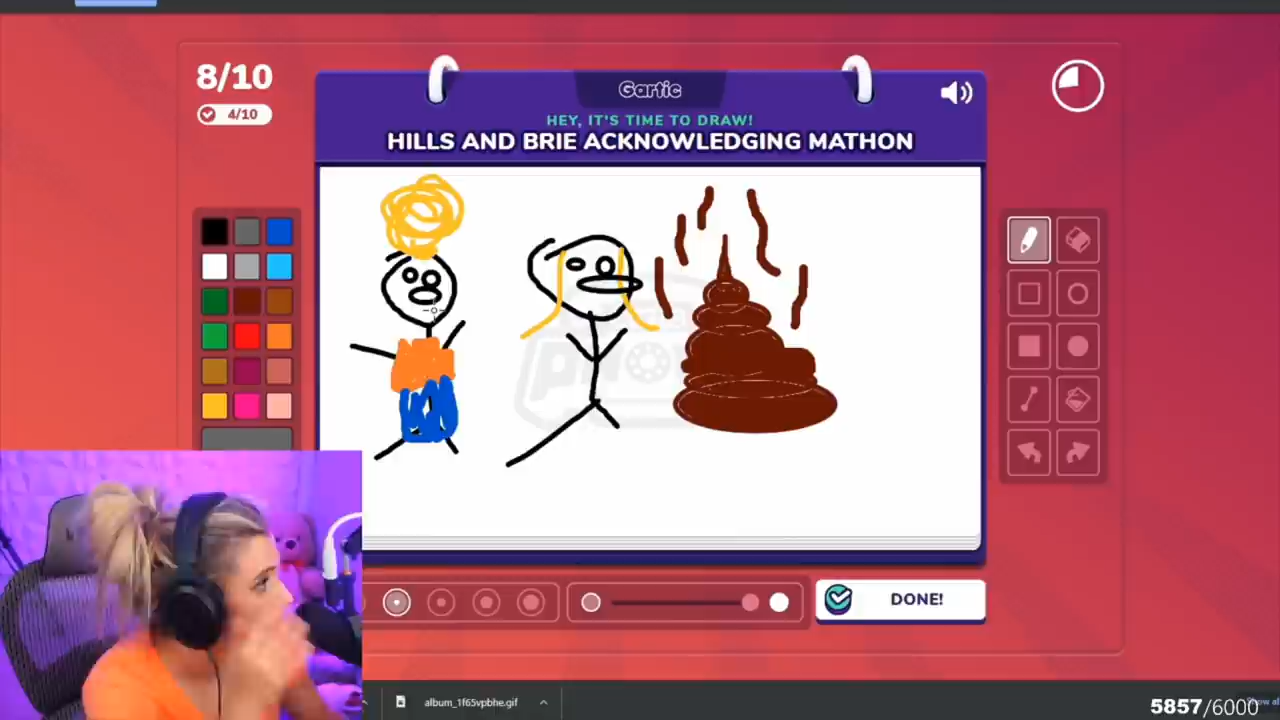 8/10
4/10
Gartic
HEY, IT'S TIME TO DRAW!
HILLS AND BRIE ACKNOWLEDGING MATHON
DONE!
album_1f65vpbhe.gif
5857/6000